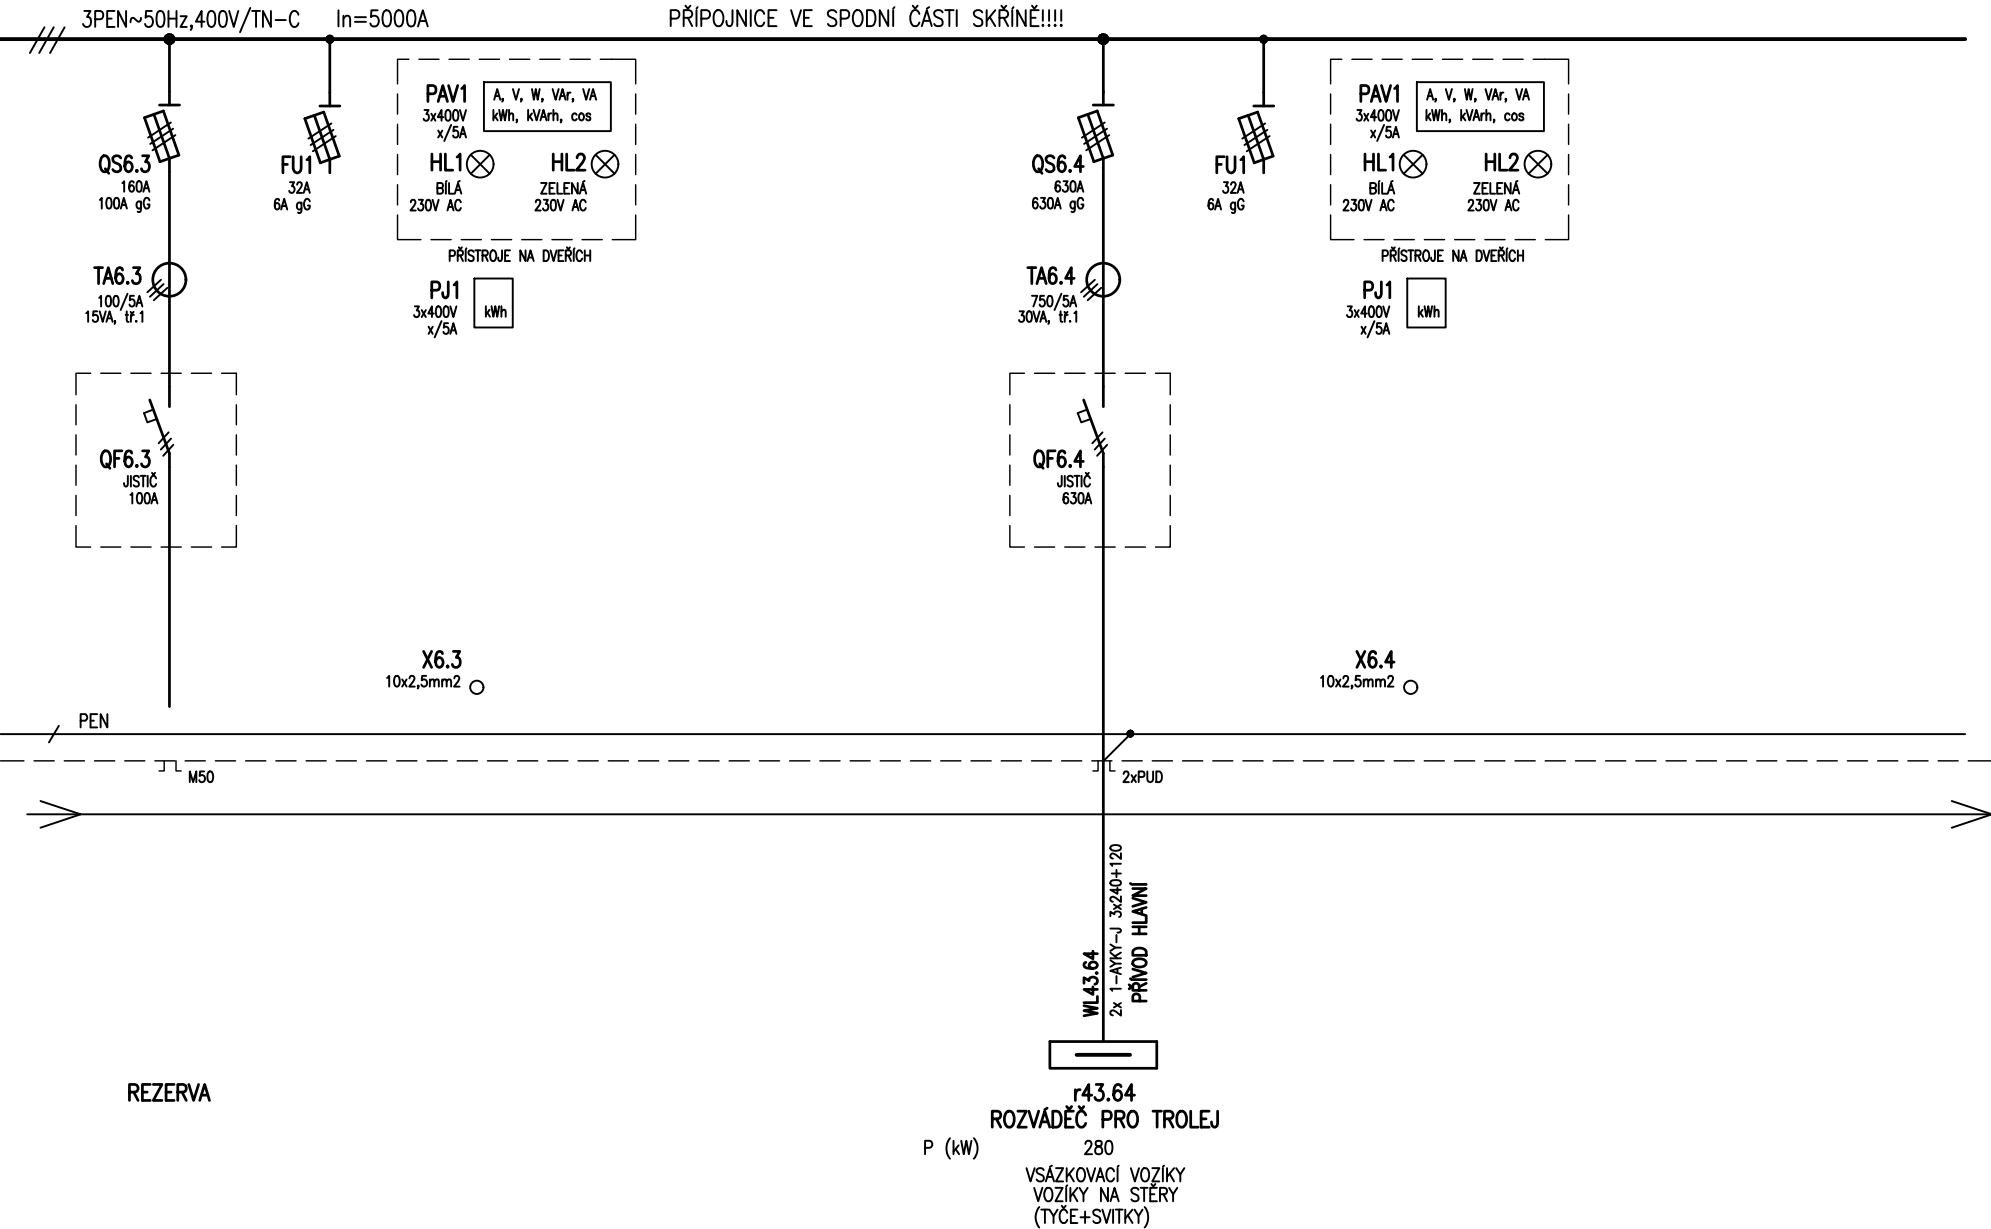 3PEN~50Hz,400V/TN-C In=5000A
PŘÍPOJNICE VE SPODNÍ ČÁSTI SKŘÍNĚ!!!!
QS6.3
160A
100A gG
FU1
32A
6A gG
PAV1
3x400V
x/5A
A, V, W, VAr, VA
kWh, kVArh, cos
HL1
BÍLÁ
230V AC
HL2
ZELENÁ
230V AC
PŘÍSTROJE NA DVEŘÍCH
TA6.3
100/5A
15VA, tř.1
PJ1
3x400V
x/5A
kWh
QF6.3
JISTIČ
100A
X6.3
10x2,5mm2
QS6.4
630A
630A gG
FU1
32A
6A gG
PAV1
3x400V
x/5A
A, V, W, VAr, VA
kWh, kVArh, cos
HL1
BÍLÁ
230V AC
HL2
ZELENÁ
230V AC
PŘÍSTROJE NA DVEŘÍCH
TA6.4
750/5A
30VA, tř.1
PJ1
3x400V
x/5A
kWh
QF6.4
JISTIČ
630A
X6.4
10x2,5mm2
PEN
M50
2xPUD
WL43.64
2x 1-AYKY-J 3x240+120
PŘÍVOD HLAVNÍ
REZERVA
r43.64
ROZVÁDĚČ PRO TROLEJ
P (kW) 280
VSÁZKOVACÍ VOZÍKY
VOZÍKY NA STĚRY
(TYČE+SVITKY)